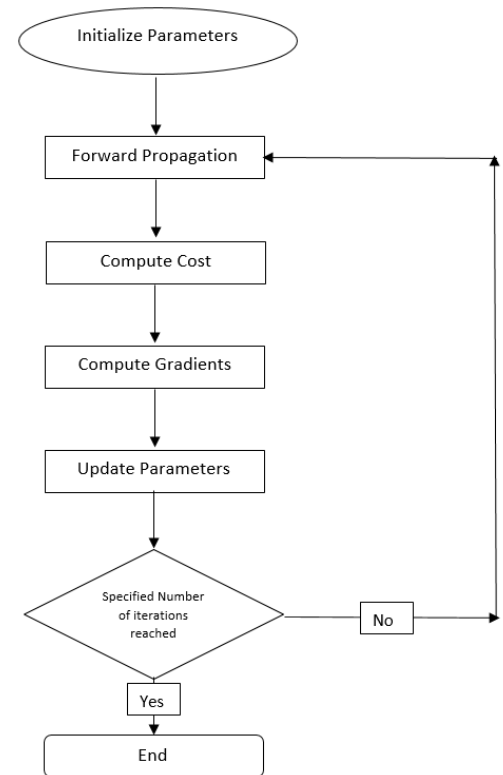 Initialize Parameters
Forward Propagation
Compute Cost
Compute Gradients
Update Parameters
Specified Number
of iterations
reached
No
Yes
End